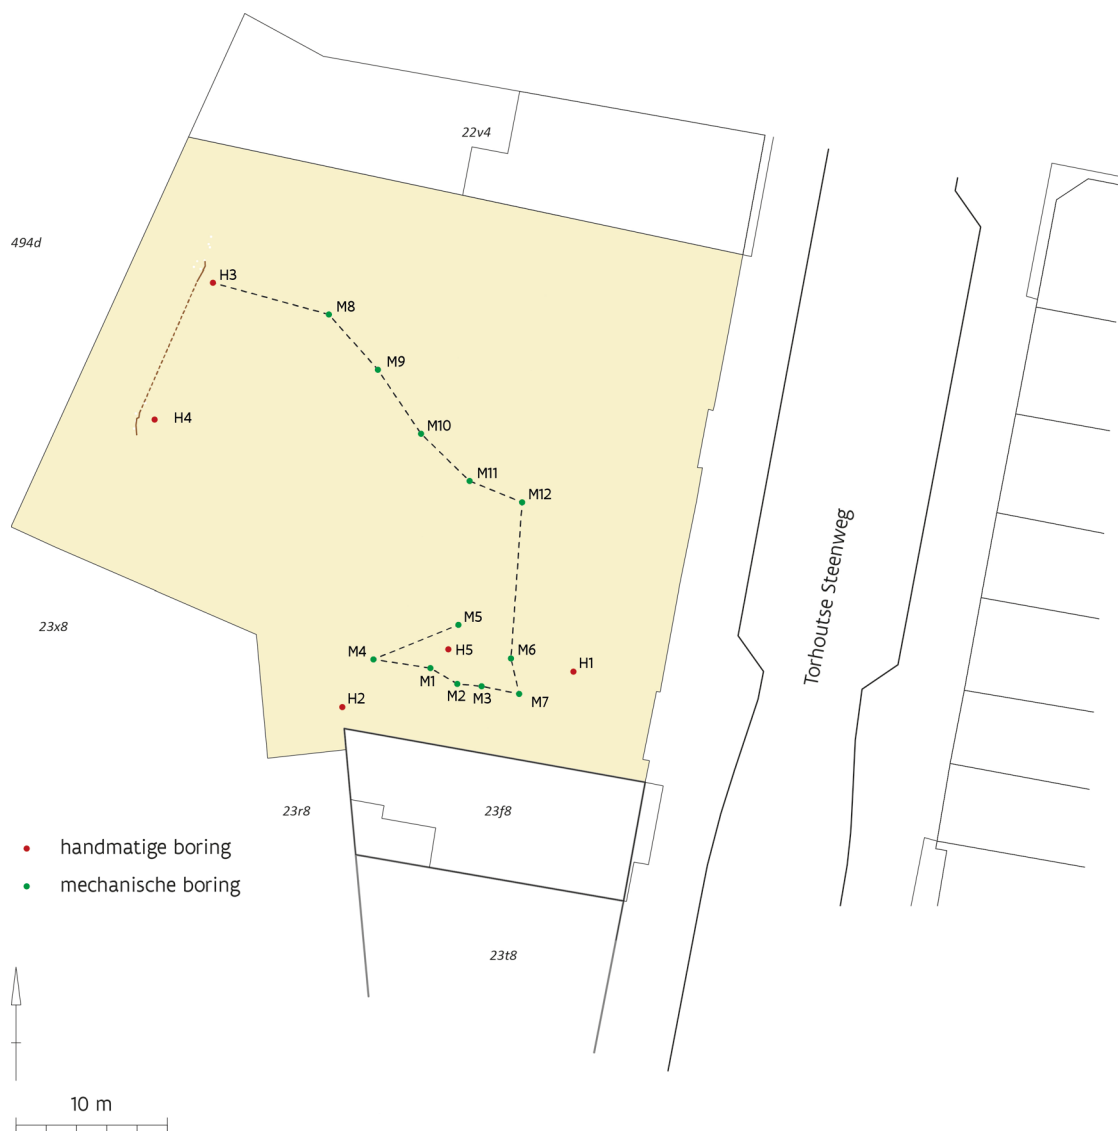 22v4
494d
H3
M8
M9
H4
M10
M11
M12
Torhoutse Steenweg
M5
23x8
M4
H5
M6
H1
M1
M2
M3
M7
H2
23r8
23f8
handmatige boring
mechanische boring
23t8
10 m